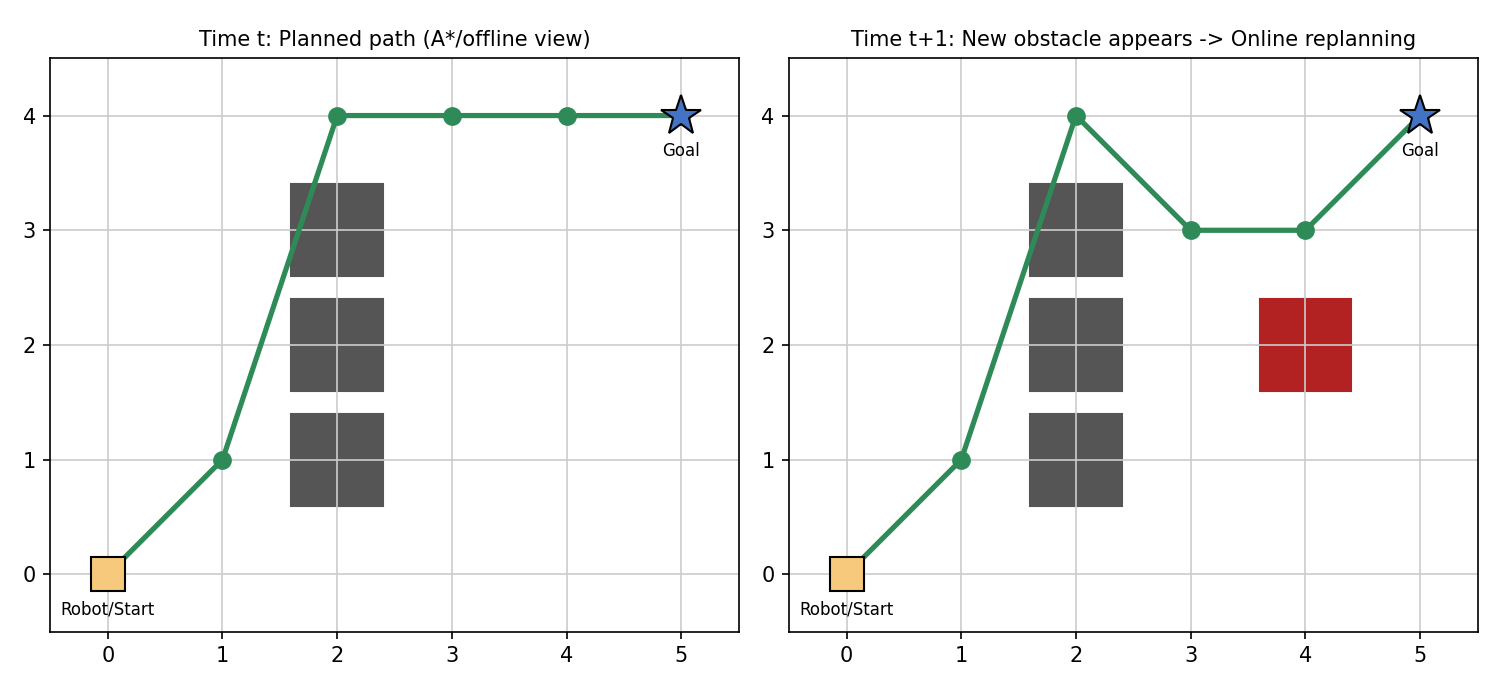 Time t: Planned path (A*/offline view)
4
3
2
1
0
Goal
Robot/Start
0 1 2 3 4 5
Time t+1: New obstacle appears -> Online replanning
4
3
2
1
0
Goal
Robot/Start
0 1 2 3 4 5